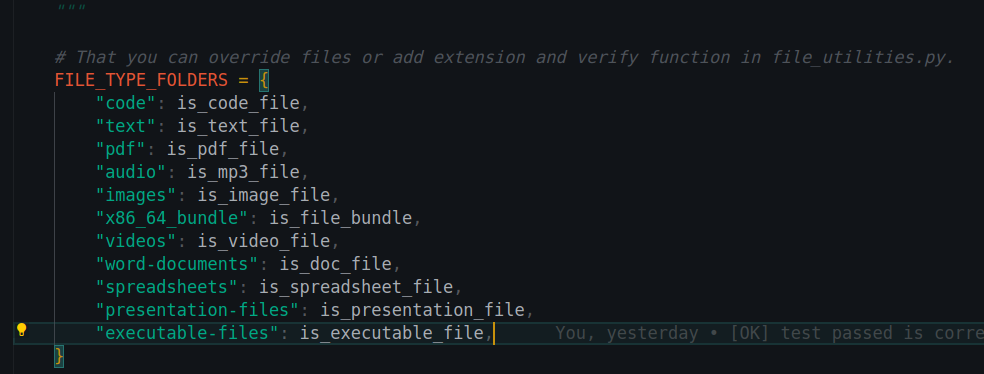 """
# That you can override files or add extension and verify function in file_utilities.py.
FILE_TYPE_FOLDERS = {
"code": is_code_file,
"text": is_text_file,
"pdf": is_pdf_file,
"audio": is_mp3_file,
"images": is_image_file,
"x86_64_bundle": is_file_bundle,
"videos": is_video_file,
"word-documents": is_doc_file,
"spreadsheets": is_spreadsheet_file,
"presentation-files": is_presentation_file,
"executable-files": is_executable_file, You, yesterday • [OK] test passed is corre
}